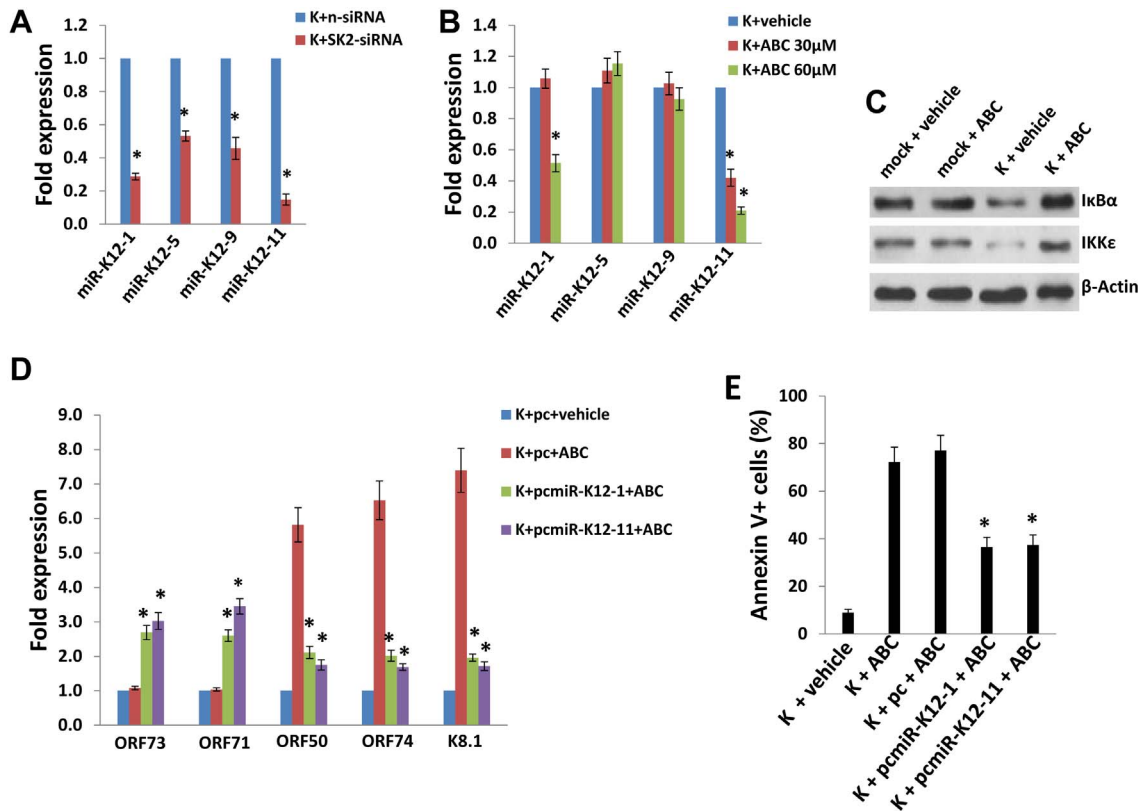 A
K+n-siRNA
K+SK2-siRNA
Fold expression
1.2
1.0
0.8
0.6
0.4
0.2
0.0
*
*
*
*
miR-K12-1
miR-K12-5
miR-K12-9
miR-K12-11
B
K+vehicle
K+ABC 30μM
K+ABC 60μM
Fold expression
1.4
1.2
1.0
0.8
0.6
0.4
0.2
0.0
*
*
*
miR-K12-1
miR-K12-5
miR-K12-9
miR-K12-11
C
mock + vehicle
mock + ABC
K + vehicle
K + ABC
IκBα
IKKε
β-Actin
D
K+pc+vehicle
K+pc+ABC
K+pcmiR-K12-1+ABC
K+pcmiR-K12-11+ABC
Fold expression
9.0
8.0
7.0
6.0
5.0
4.0
3.0
2.0
1.0
0.0
*
*
*
*
*
*
*
*
*
*
ORF73
ORF71
ORF50
ORF74
K8.1
E
Annexin V+ cells (%)
100
80
60
40
20
0
*
*
K + vehicle
K + ABC
K + pc + ABC
K + pcmiR-K12-1 + ABC
K + pcmiR-K12-11 + ABC